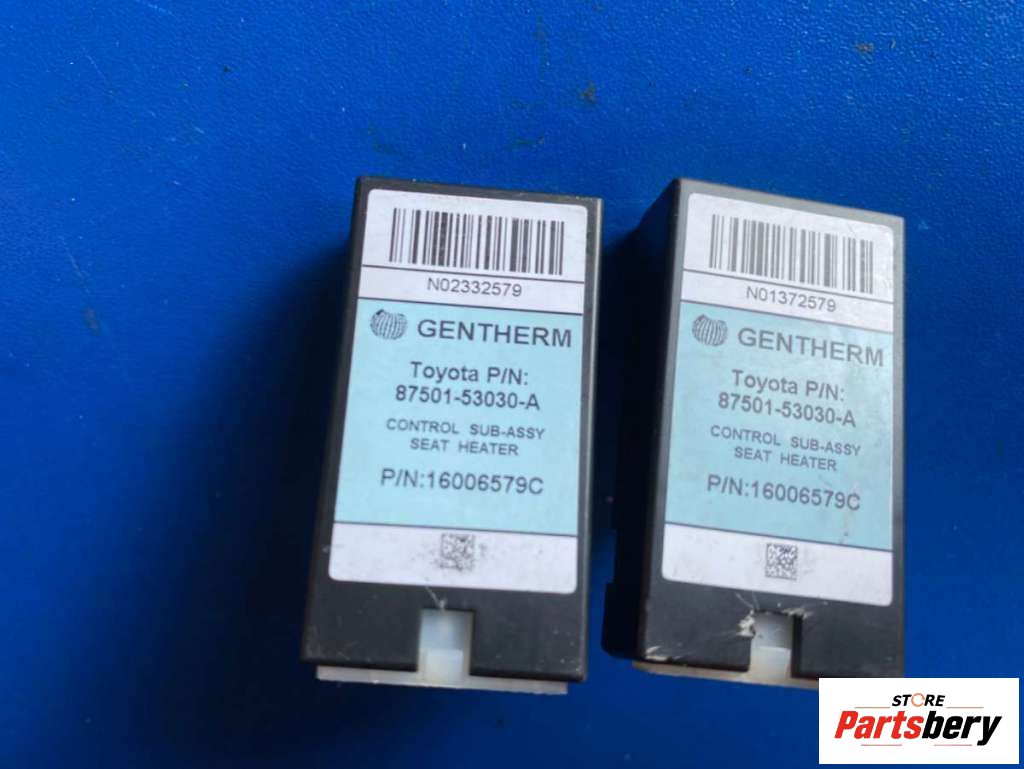 N02332579
GENTHERM
Toyota P/N:
87501-53030-A
CONTROL SUB-ASSY
SEAT HEATER
P/N:16006579C
N01372579
GENTHERM
Toyota P/N:
87501-53030-A
CONTROL SUB-ASSY
SEAT HEATER
P/N:16006579C
STORE
Partsbery